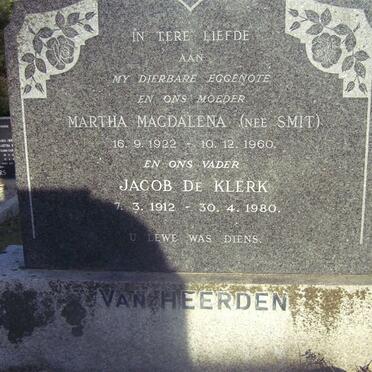 IN TERE LIEFDE
AAN
MY DIERBARE EGGENOTE
EN ONS MOEDER
MARTHA MAGDALENA (NEE SMIT)
16. 9. 1922 - 10. 12. 1960.
EN ONS VADER
JACOB DE KLERK
7. 3. 1912 - 30. 4. 1980.
U LEWE WAS DIENS.
VAN HEERDEN